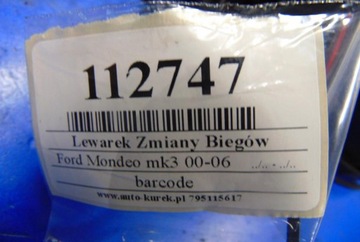 112747
Lewarek Zmiany Biegów
Ford Mondeo mk3 00-06 ../.. - ../..
barcode
www.auto-kurek.pl 795115617